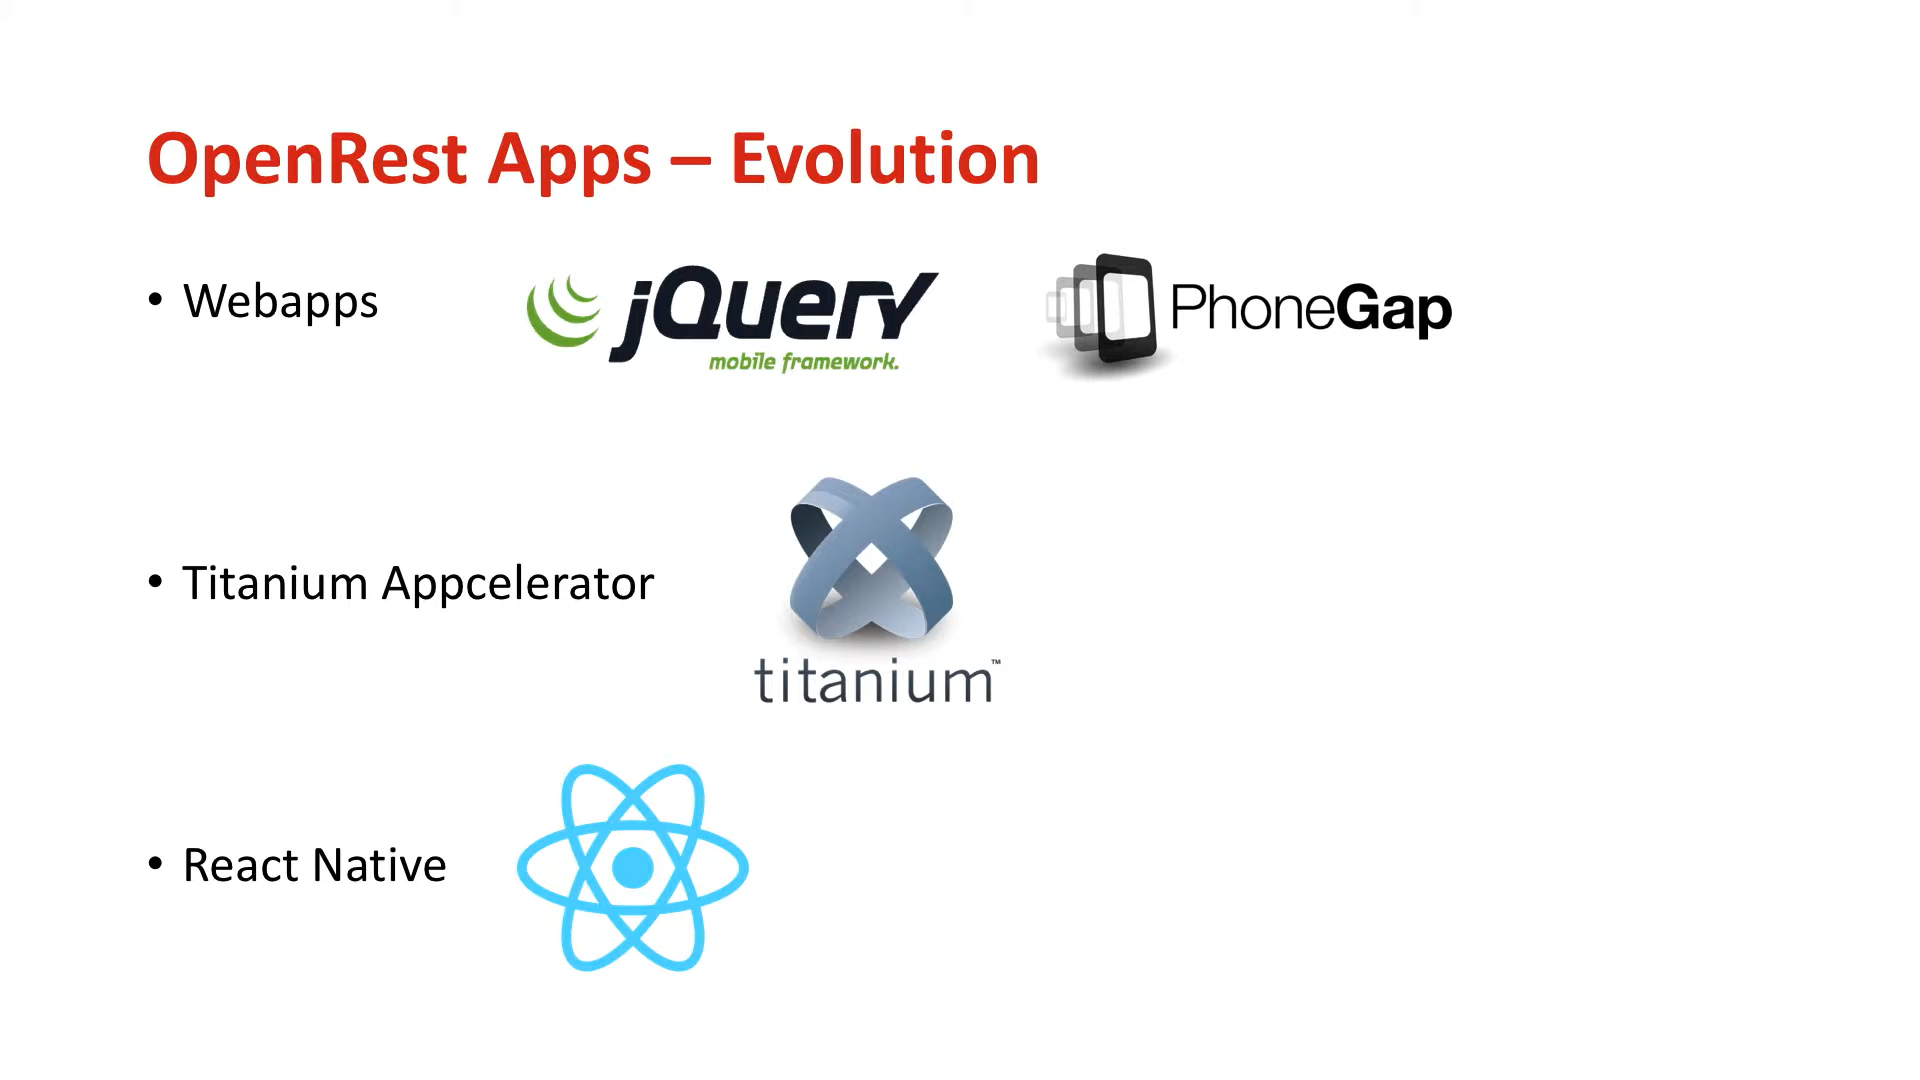 OpenRest Apps – Evolution
• Webapps
jQuery
mobile framework.
PhoneGap
• Titanium Appcelerator
titanium™
• React Native